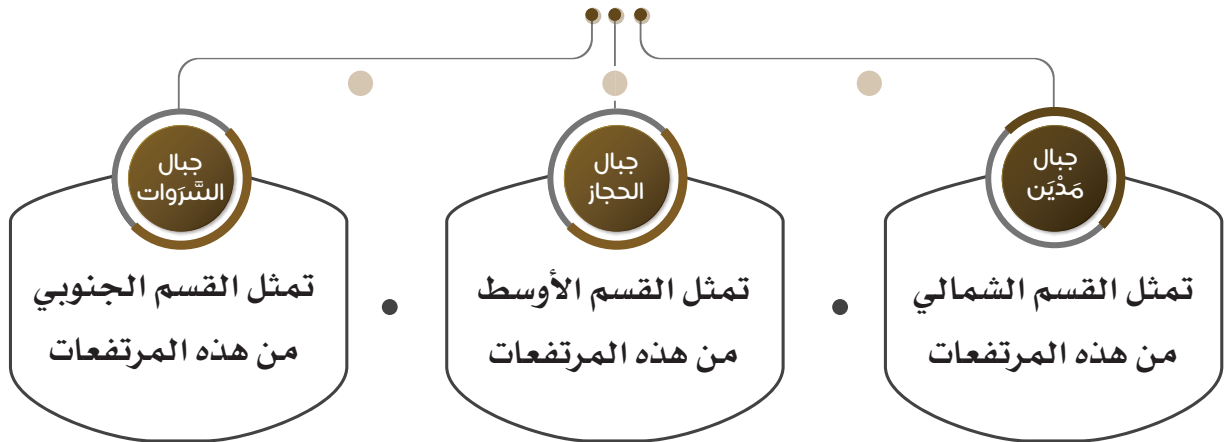 جبال
مَدْيَن
تمثل القسم الشمالي
من هذه المرتفعات
جبال
الحجاز
تمثل القسم الأوسط
من هذه المرتفعات
جبال
السَّرَوات
تمثل القسم الجنوبي
من هذه المرتفعات